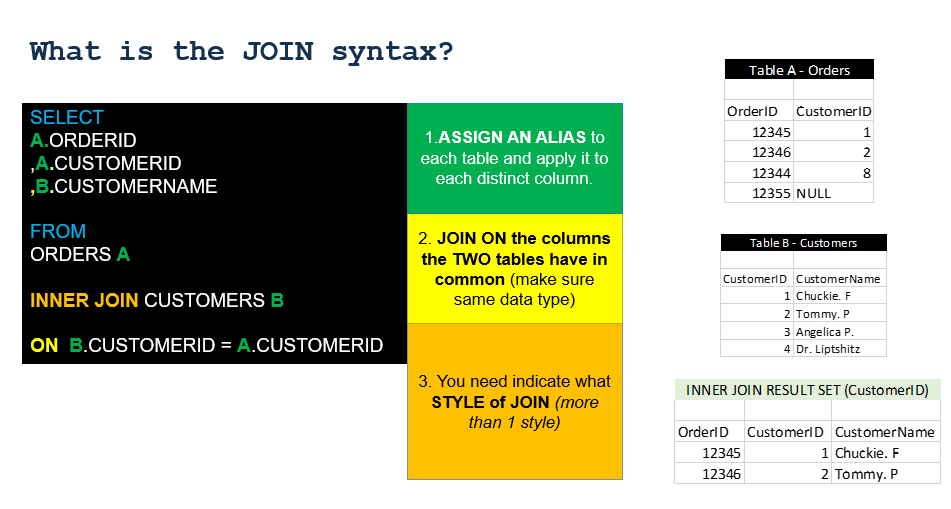 What is the JOIN syntax?
SELECT
A.ORDERID
,A.CUSTOMERID
,B.CUSTOMERNAME
FROM
ORDERS A
INNER JOIN CUSTOMERS B
ON B.CUSTOMERID = A.CUSTOMERID
1.ASSIGN AN ALIAS to
each table and apply it to
each distinct column.
2. JOIN ON the columns
the TWO tables have in
common (make sure
same data type)
3. You need indicate what
STYLE of JOIN (more
than 1 style)
Table A - Orders
OrderID CustomerID
12345 1
12346 2
12344 8
12355 NULL
Table B - Customers
CustomerID CustomerName
1 Chuckie. F
2 Tommy. P
3 Angelica P.
4 Dr. Liptshitz
INNER JOIN RESULT SET (CustomerID)
OrderID CustomerID CustomerName
12345 1 Chuckie. F
12346 2 Tommy. P